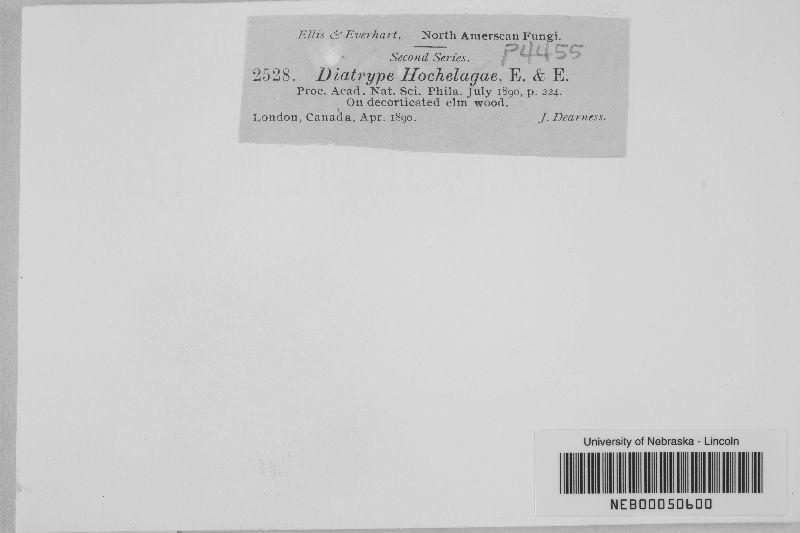 Ellis & Everhart. North Amerscan Fungi.
P4455
Second Series.
2528. Diatrype Hochelagae, E. & E.
Proc. Acad. Nat. Sci. Phila. July 1890, p. 224.
On decorticated elm wood.
London, Canada, Apr. 1890. J. Dearness.
University of Nebraska - Lincoln
NEB00050600